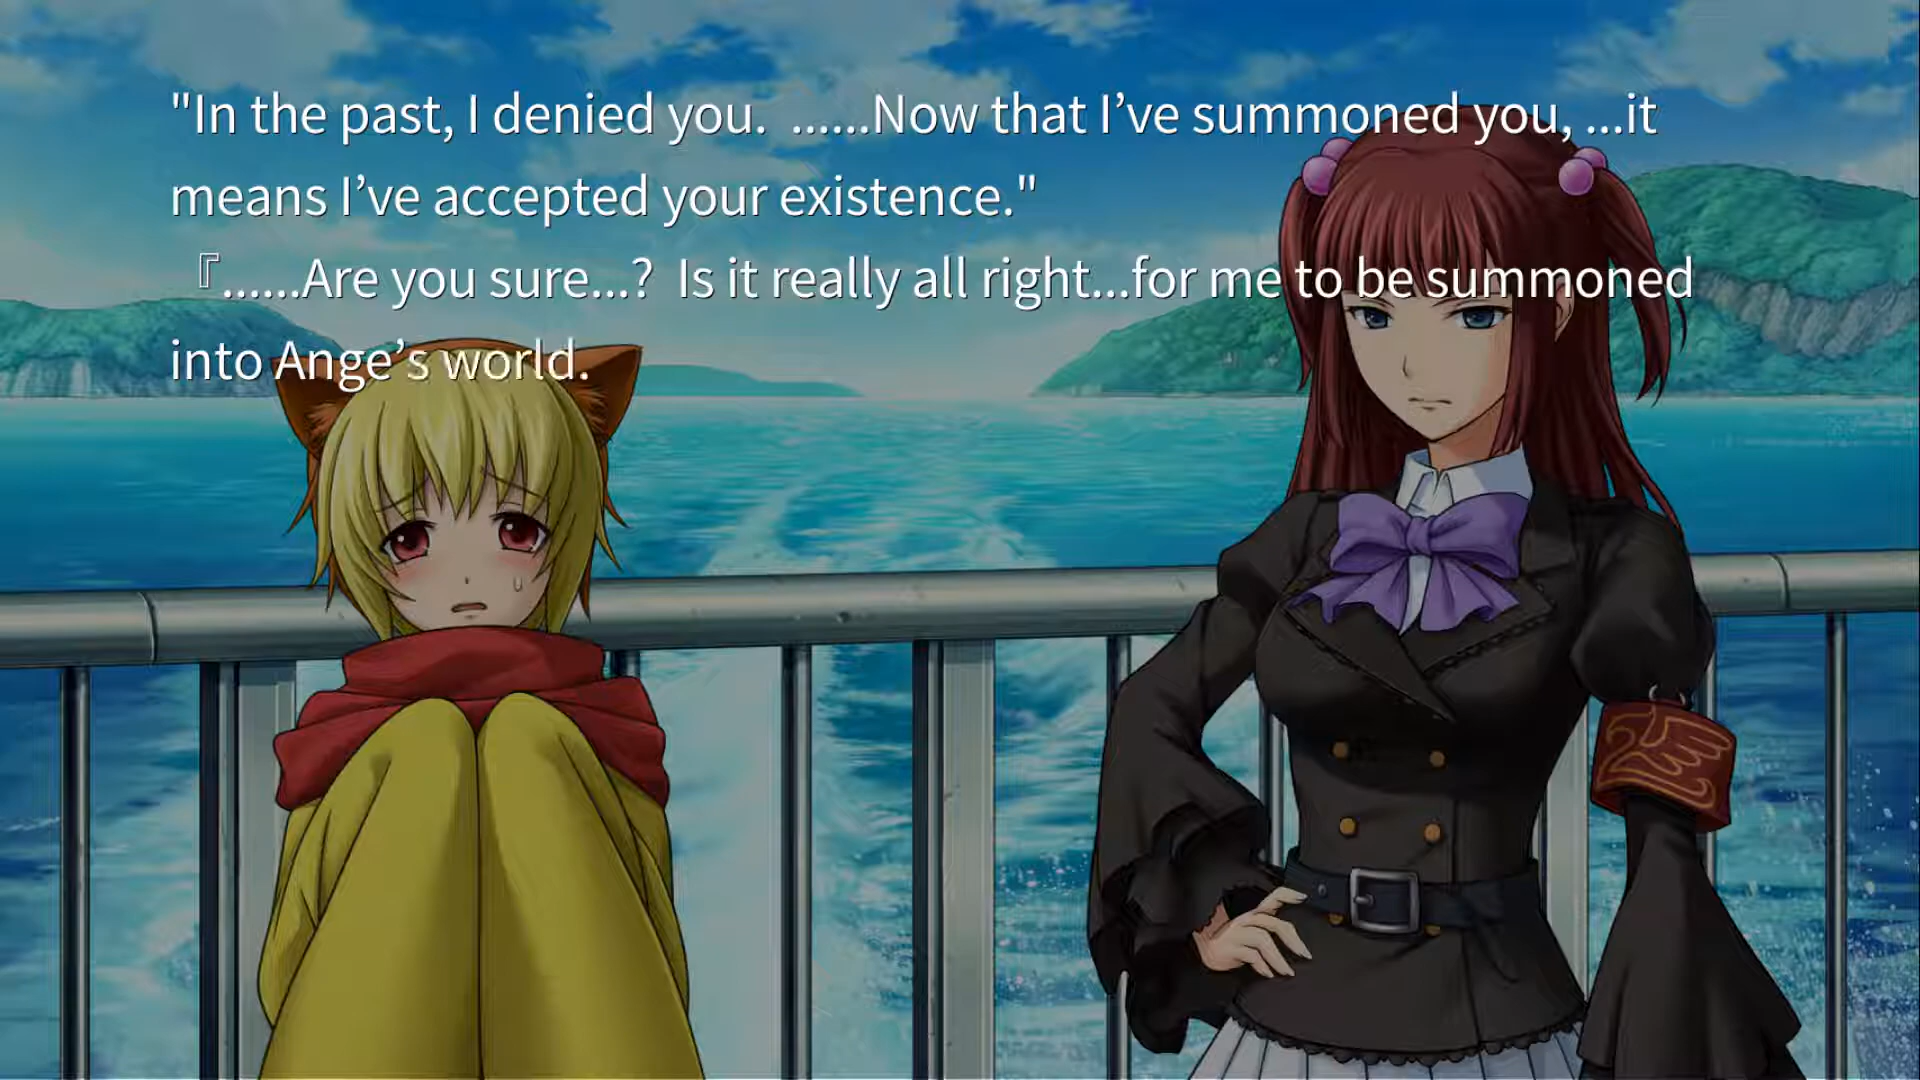 "In the past, I denied you.  ......Now that I’ve summoned you, ...it
means I’ve accepted your existence."
『......Are you sure...?  Is it really all right...for me to be summoned
into Ange’s world.